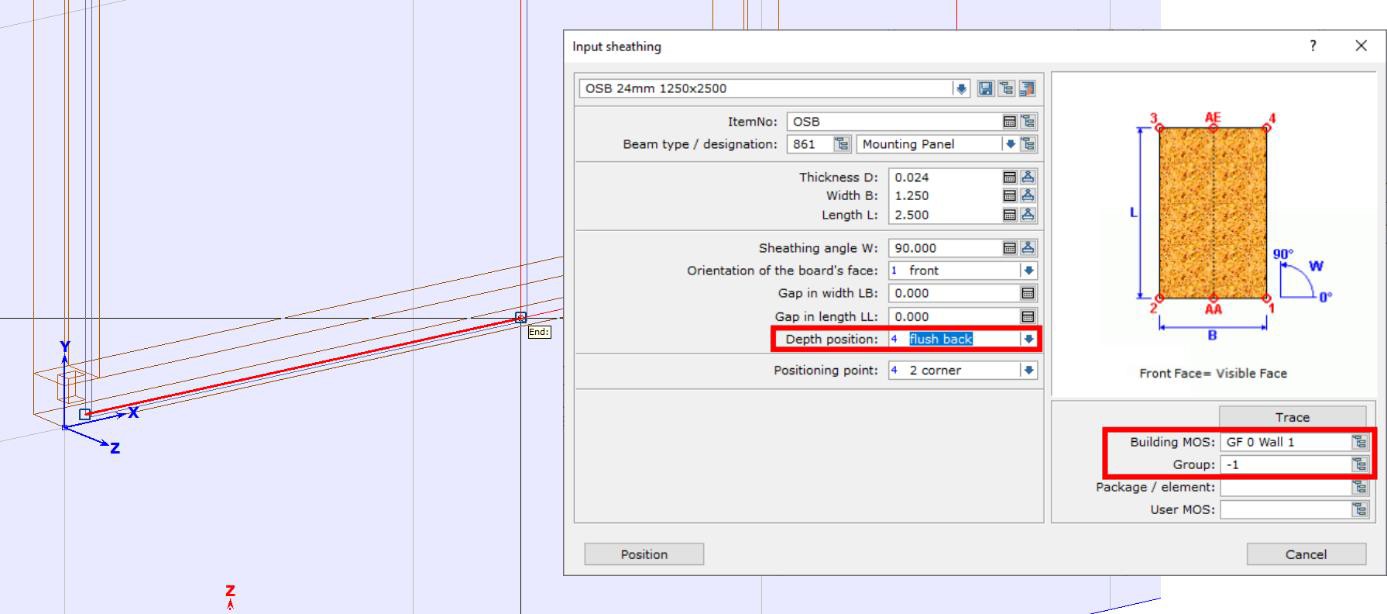 Input sheathing
?
OSB 24mm 1250x2500
ItemNo: OSB
Beam type / designation: 861 Mounting Panel
Thickness D: 0.024
Width B: 1.250
Length L: 2.500
Sheathing angle W: 90.000
Orientation of the board's face: 1 front
Gap in width LB: 0.000
Gap in length LL: 0.000
Depth position: 4 flush back
Positioning point: 4 2 corner
Position
3 AE 4
L
90° W
0°
2 AA 1
B
Front Face= Visible Face
Trace
Building MOS: GF 0 Wall 1
Group: -1
Package / element:
User MOS:
Cancel
End:
Y
X
Z
Z